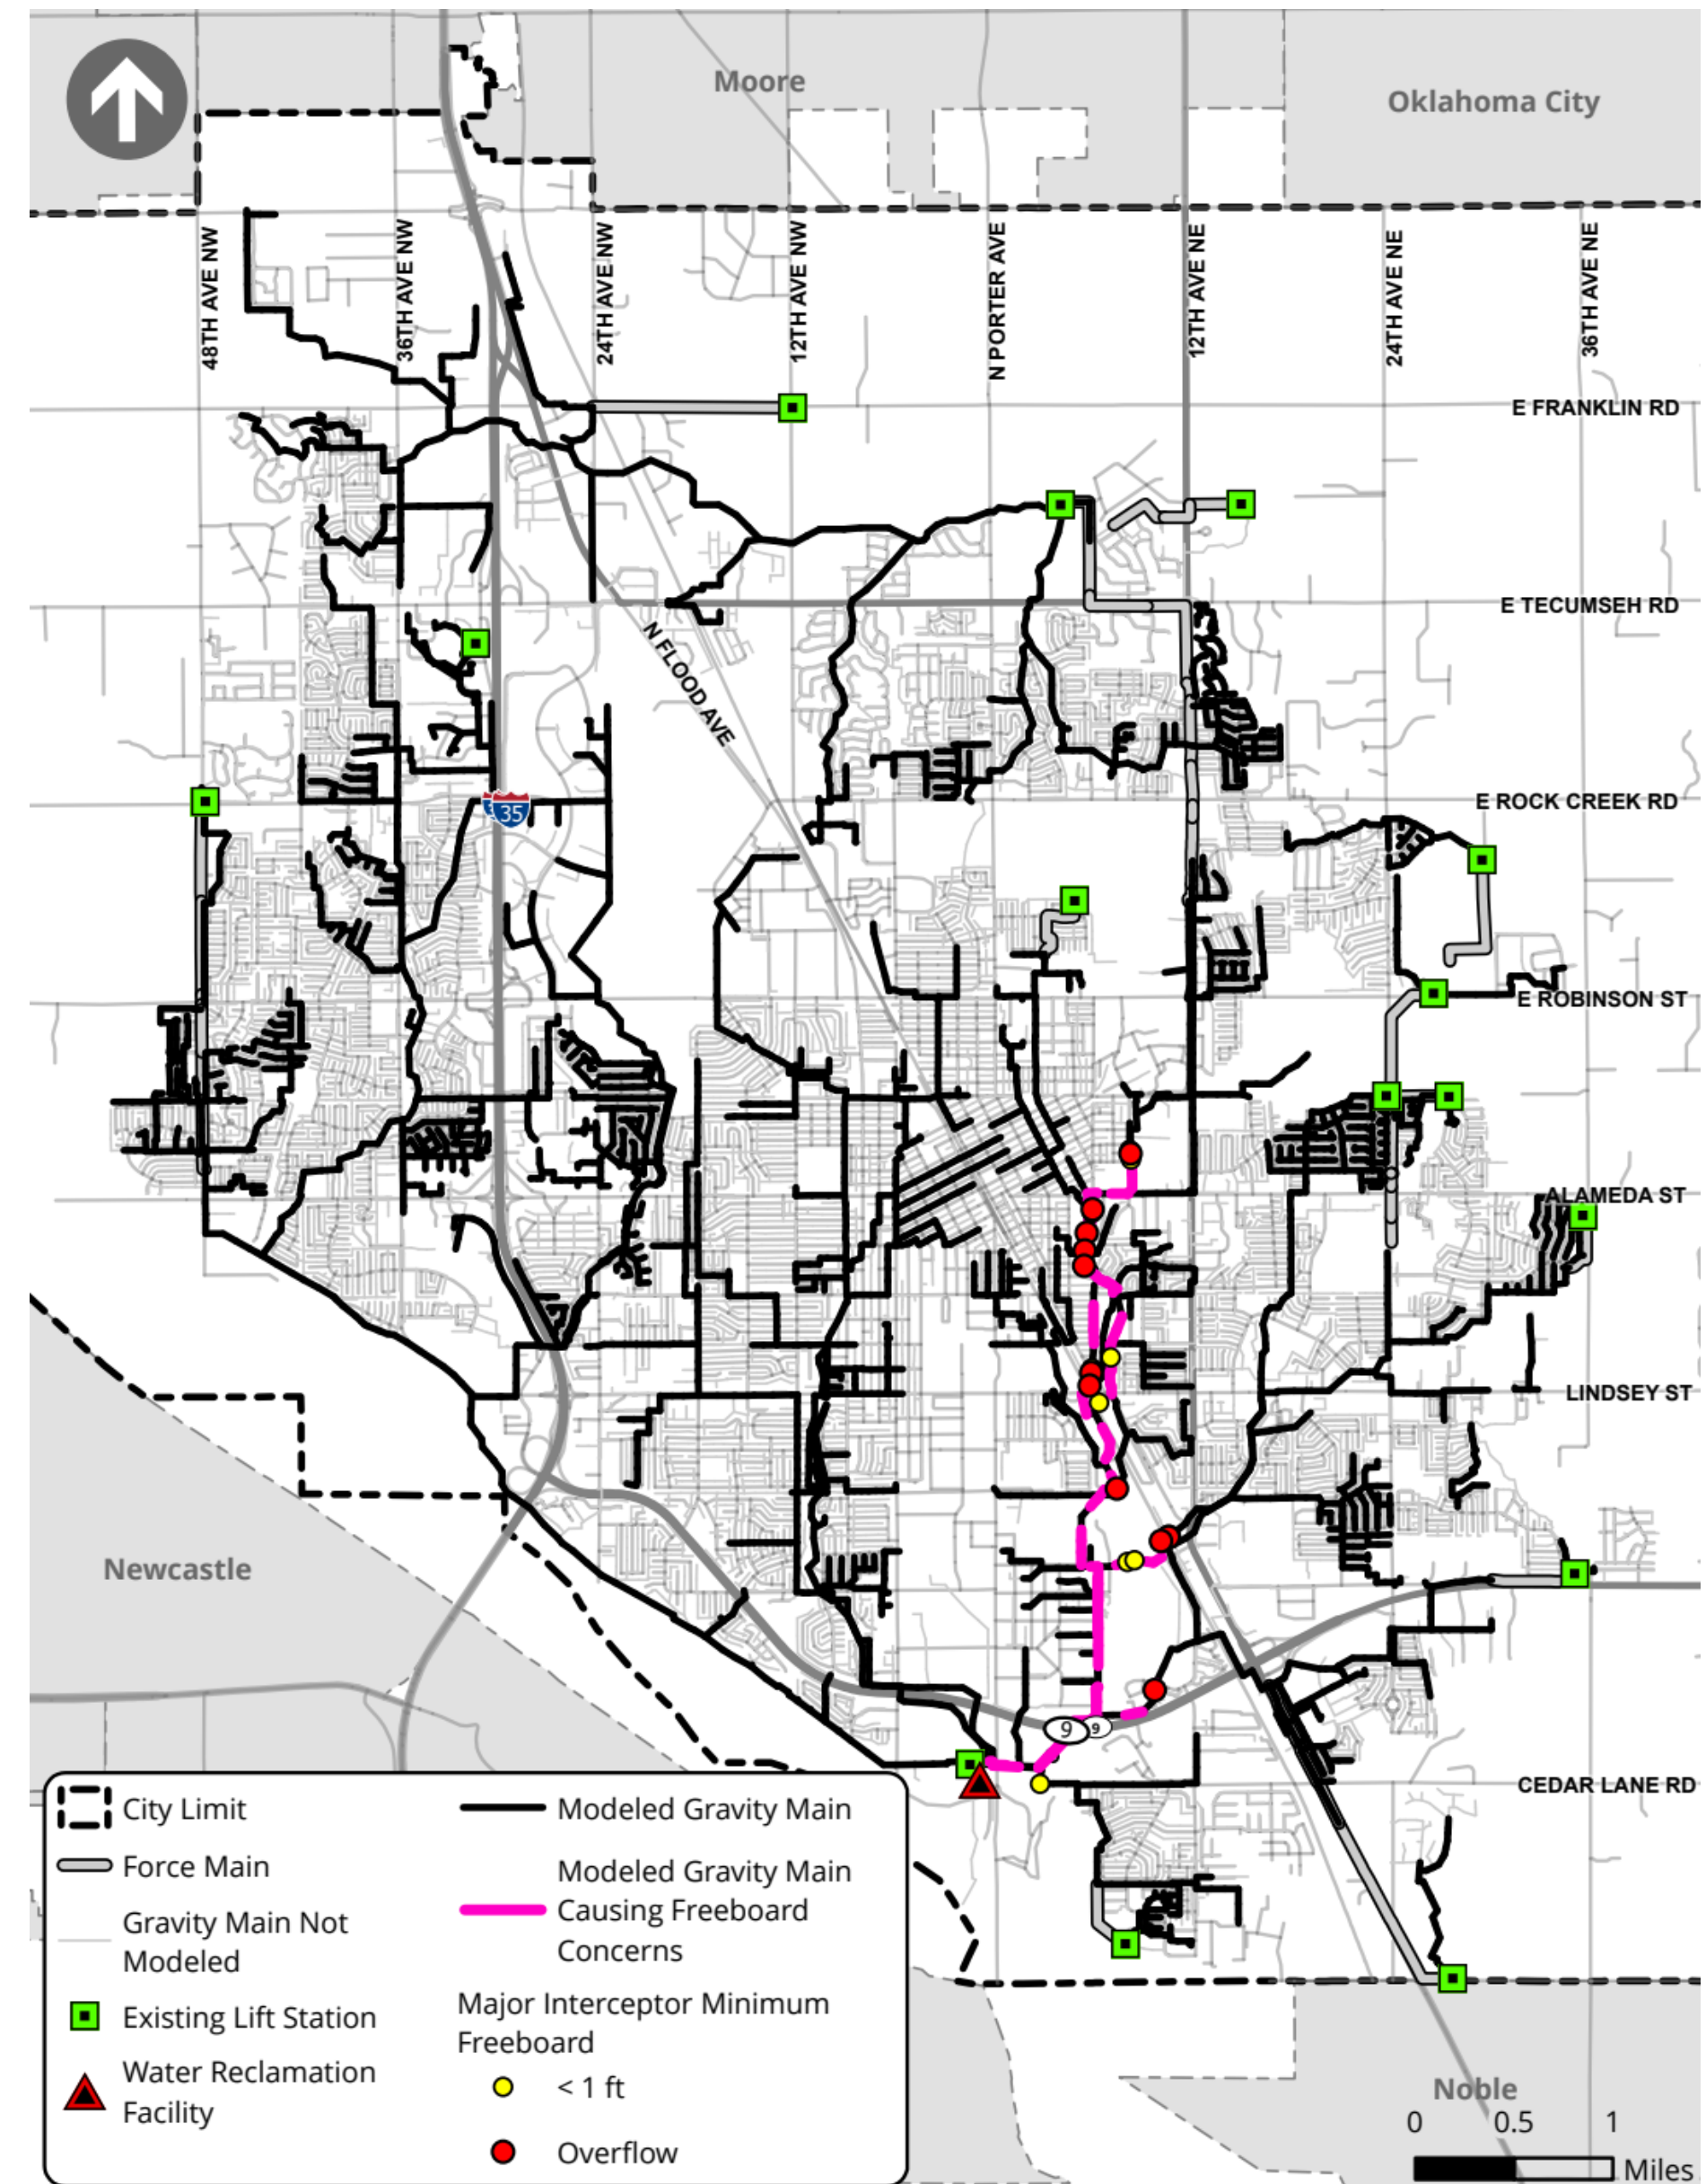 Moore
Oklahoma City
48TH AVE NW
36TH AVE NW
24TH AVE NW
12TH AVE NW
N PORTER AVE
12TH AVE NE
24TH AVE NE
36TH AVE NE
E FRANKLIN RD
E TECUMSEH RD
N FLOOD AVE
E ROCK CREEK RD
35
E ROBINSON ST
ALAMEDA ST
LINDSEY ST
Newcastle
9
9
CEDAR LANE RD
City Limit
Force Main
Gravity Main Not
Modeled
Existing Lift Station
Water Reclamation
Facility
Modeled Gravity Main
Modeled Gravity Main
Causing Freeboard
Concerns
Major Interceptor Minimum
Freeboard
< 1 ft
Overflow
Noble
0 0.5 1
Miles